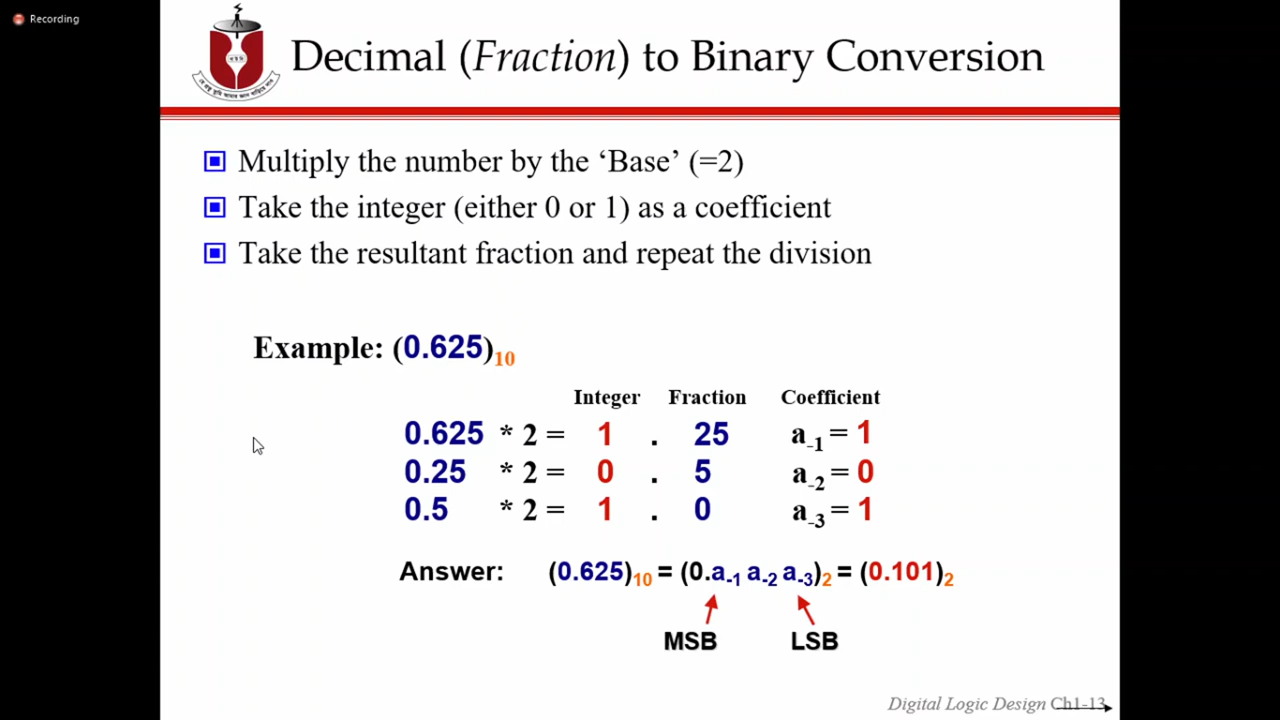 Recording
Decimal (Fraction) to Binary Conversion
Multiply the number by the ‘Base’ (=2)
Take the integer (either 0 or 1) as a coefficient
Take the resultant fraction and repeat the division
Example: (0.625)10
Integer Fraction Coefficient
0.625 * 2 = 1 . 25 a-1 = 1
0.25 * 2 = 0 . 5 a-2 = 0
0.5 * 2 = 1 . 0 a-3 = 1
Answer: (0.625)10 = (0.a-1 a-2 a-3)2 = (0.101)2
MSB LSB
Digital Logic Design Ch1-13